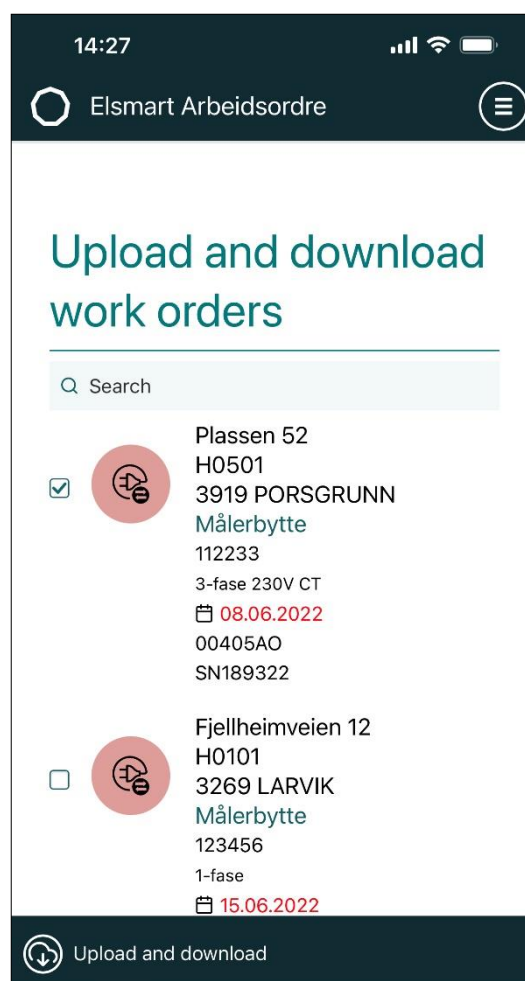 14:27
Elsmart Arbeidsordre
Upload and download
work orders
Search
Plassen 52
H0501
3919 PORSGRUNN
Målerbytte
112233
3-fase 230V CT
08.06.2022
00405AO
SN189322
Fjellheimveien 12
H0101
3269 LARVIK
Målerbytte
123456
1-fase
15.06.2022
Upload and download